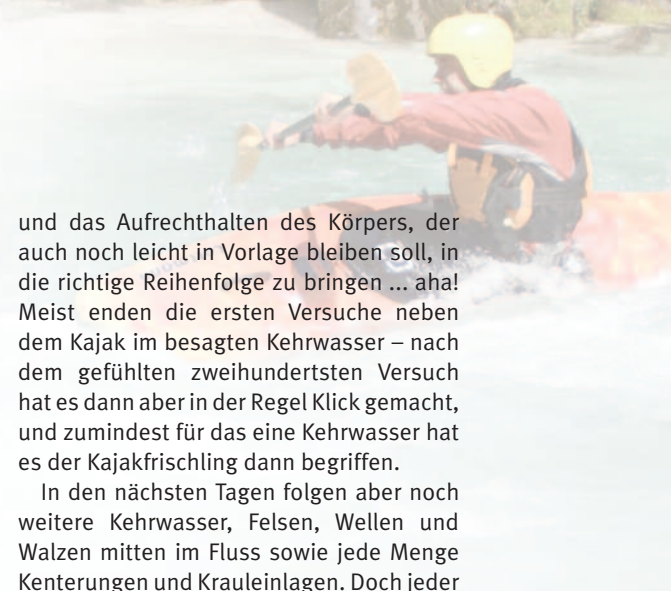 und das Aufrechthalten des Körpers, der
auch noch leicht in Vorlage bleiben soll, in
die richtige Reihenfolge zu bringen ... aha!
Meist enden die ersten Versuche neben
dem Kajak im besagten Kehrwasser – nach
dem gefühlten zweihundertsten Versuch
hat es dann aber in der Regel Klick gemacht,
und zumindest für das eine Kehrwasser hat
es der Kajakfrischling dann begriffen.
In den nächsten Tagen folgen aber noch
weitere Kehrwasser, Felsen, Wellen und
Walzen mitten im Fluss sowie jede Menge
Kenterungen und Krauleinlagen. Doch jeder